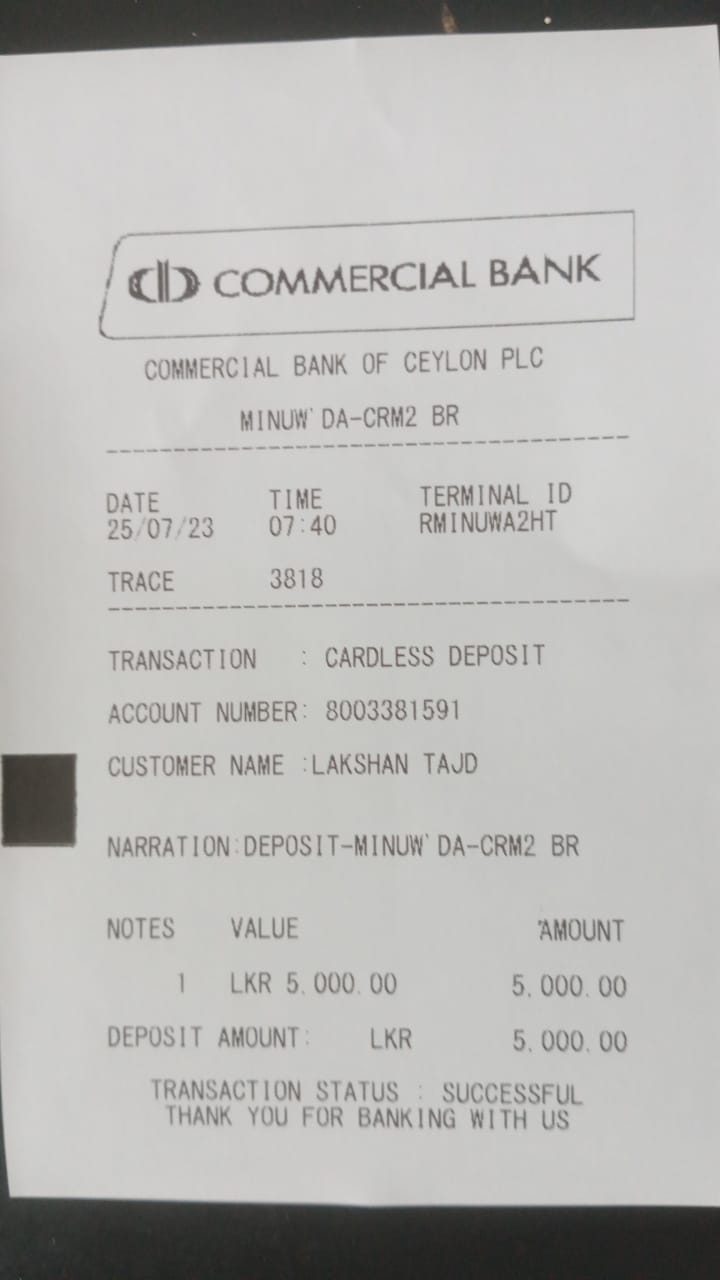 COMMERCIAL BANK
COMMERCIAL BANK OF CEYLON PLC
MINUW'DA-CRM2 BR
DATE TIME TERMINAL ID
25/07/23 07:40 RMINUWA2HT
TRACE 3818
TRANSACTION : CARDLESS DEPOSIT
ACCOUNT NUMBER: 8003381591
CUSTOMER NAME :LAKSHAN TAJD
NARRATION:DEPOSIT-MINUW'DA-CRM2 BR
NOTES VALUE AMOUNT
1 LKR 5,000.00 5,000.00
DEPOSIT AMOUNT: LKR 5,000.00
TRANSACTION STATUS : SUCCESSFUL
THANK YOU FOR BANKING WITH US